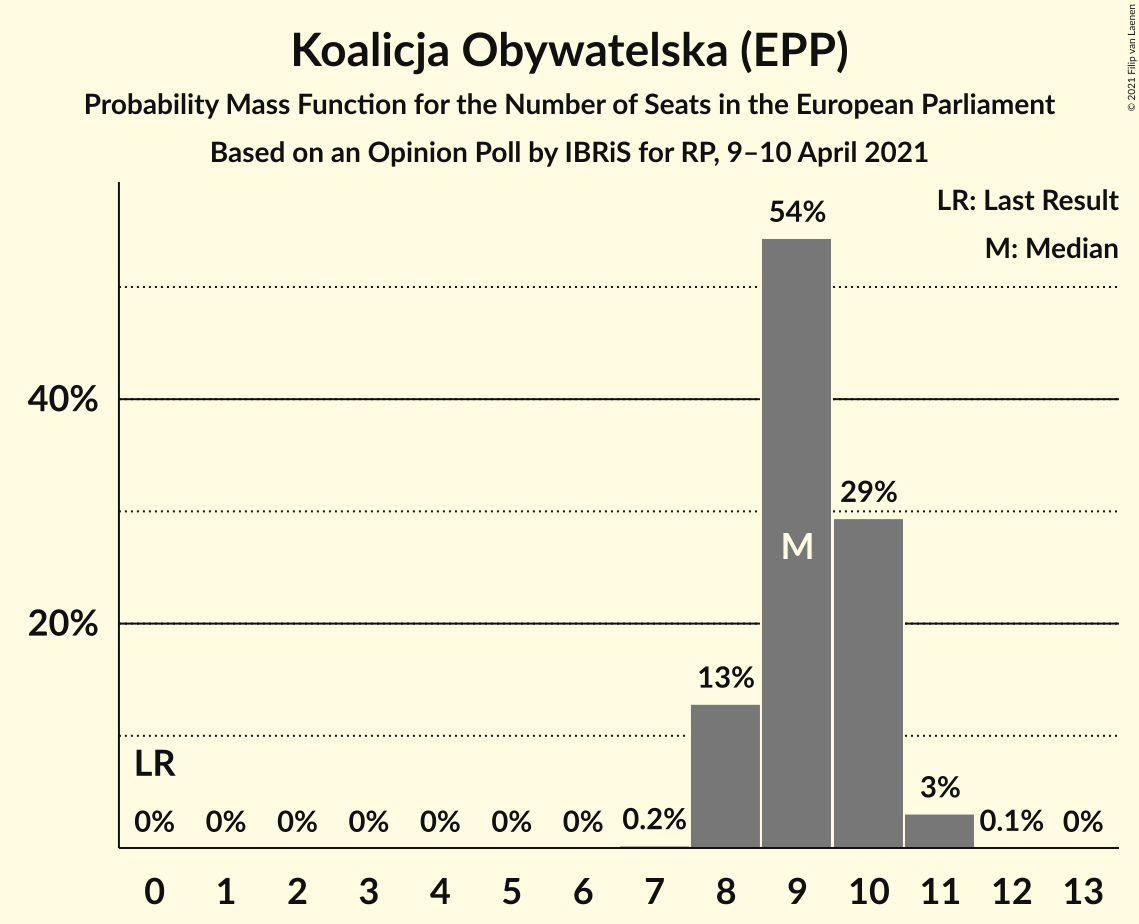 Koalicja Obywatelska (EPP)
Probability Mass Function for the Number of Seats in the European Parliament
Based on an Opinion Poll by IBRiS for RP, 9–10 April 2021
© 2021 Filip van Laenen
LR: Last Result
M: Median
54%
40%
29%
M
20%
13%
LR
3%
0% 0% 0% 0% 0% 0% 0% 0.2% 0.1% 0%
0 1 2 3 4 5 6 7 8 9 10 11 12 13